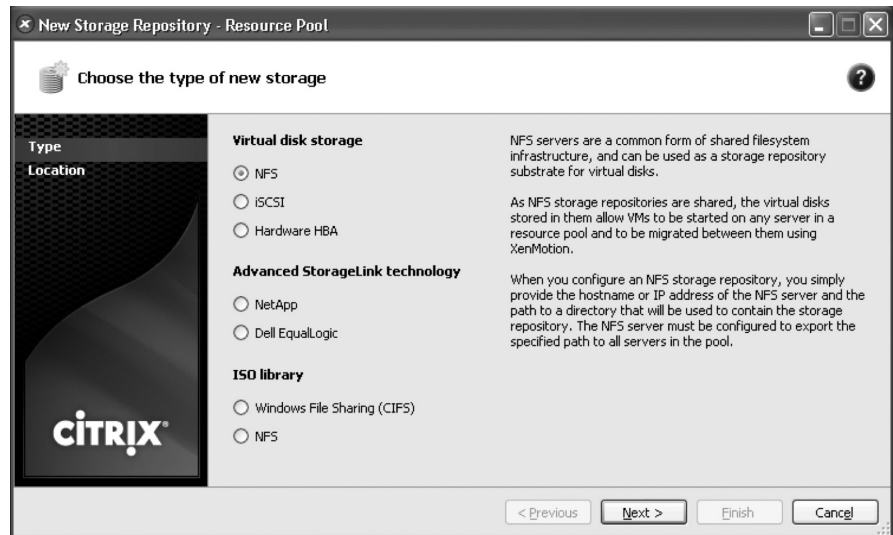 New Storage Repository - Resource Pool
Choose the type of new storage
Type
Location
CITRIX
Virtual disk storage
NFS
iSCSI
Hardware HBA
Advanced StorageLink technology
NetApp
Dell EqualLogic
ISO library
Windows File Sharing (CIFS)
NFS
NFS servers are a common form of shared filesystem
infrastructure, and can be used as a storage repository
substrate for virtual disks.
As NFS storage repositories are shared, the virtual disks
stored in them allow VMs to be started on any server in a
resource pool and to be migrated between them using
XenMotion.
When you configure an NFS storage repository, you simply
provide the hostname or IP address of the NFS server and the
path to a directory that will be used to contain the storage
repository. The NFS server must be configured to export the
specified path to all servers in the pool.
< Previous
Next >
Finish
Cancel